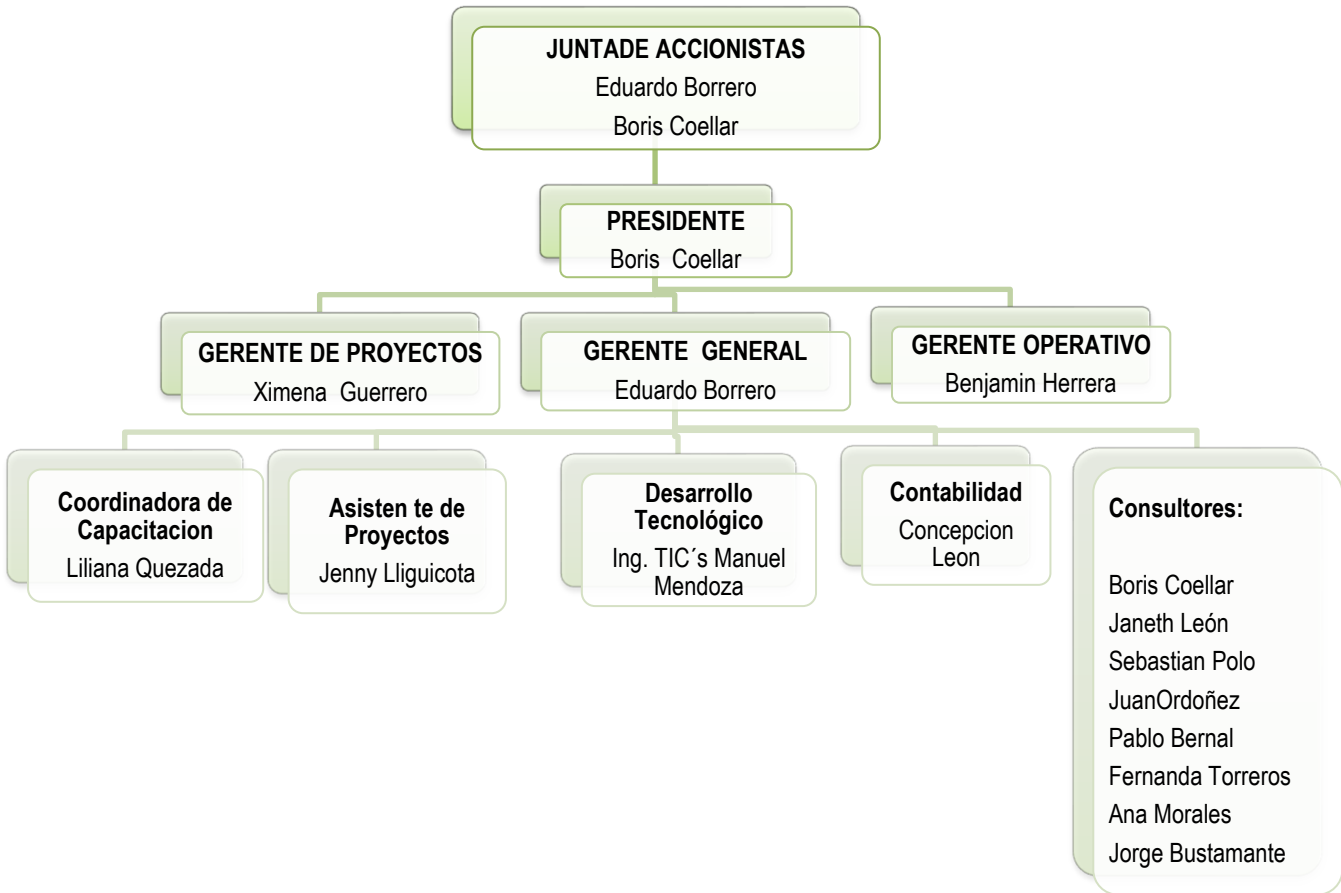 JUNTADE ACCIONISTAS
Eduardo Borrero
Boris Coellar
PRESIDENTE
Boris Coellar
GERENTE DE PROYECTOS
Ximena Guerrero
GERENTE GENERAL
Eduardo Borrero
GERENTE OPERATIVO
Benjamin Herrera
Coordinadora de
Capacitacion
Liliana Quezada
Asisten te de
Proyectos
Jenny Lliguicota
Desarrollo
Tecnológico
Ing. TIC´s Manuel
Mendoza
Contabilidad
Concepcion
Leon
Consultores:
Boris Coellar
Janeth León
Sebastian Polo
JuanOrdoñez
Pablo Bernal
Fernanda Torreros
Ana Morales
Jorge Bustamante